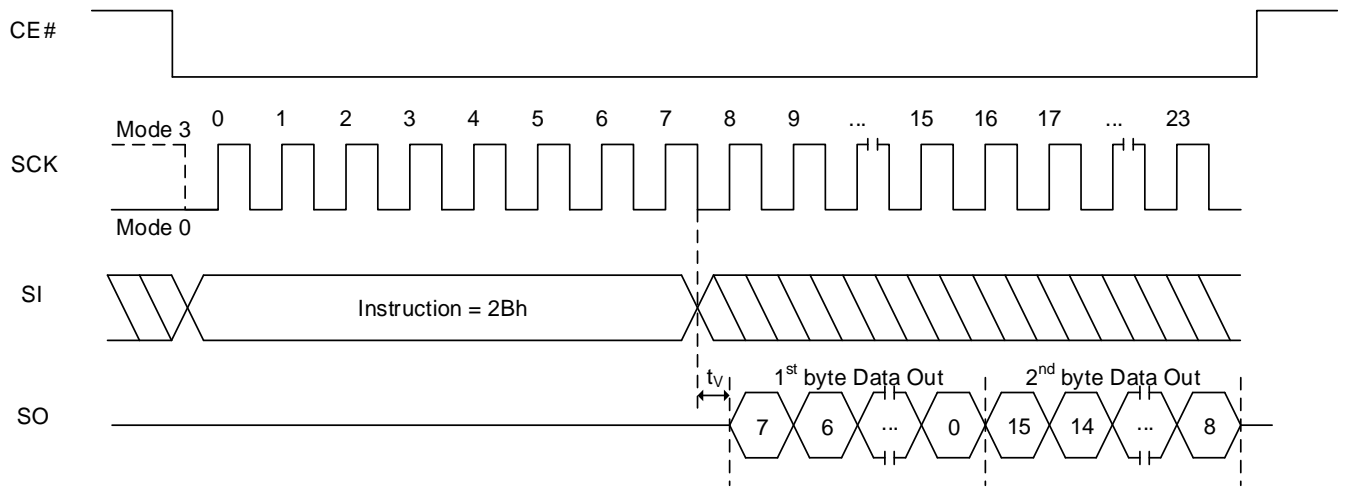 CE#
0 1 2 3 4 5 6 7 8 9 ... 15 16 17 ... 23
Mode 3
SCK
Mode 0
SI
Instruction = 2Bh
tV 1st byte Data Out 2nd byte Data Out
SO
7 6 ... 0 15 14 ... 8